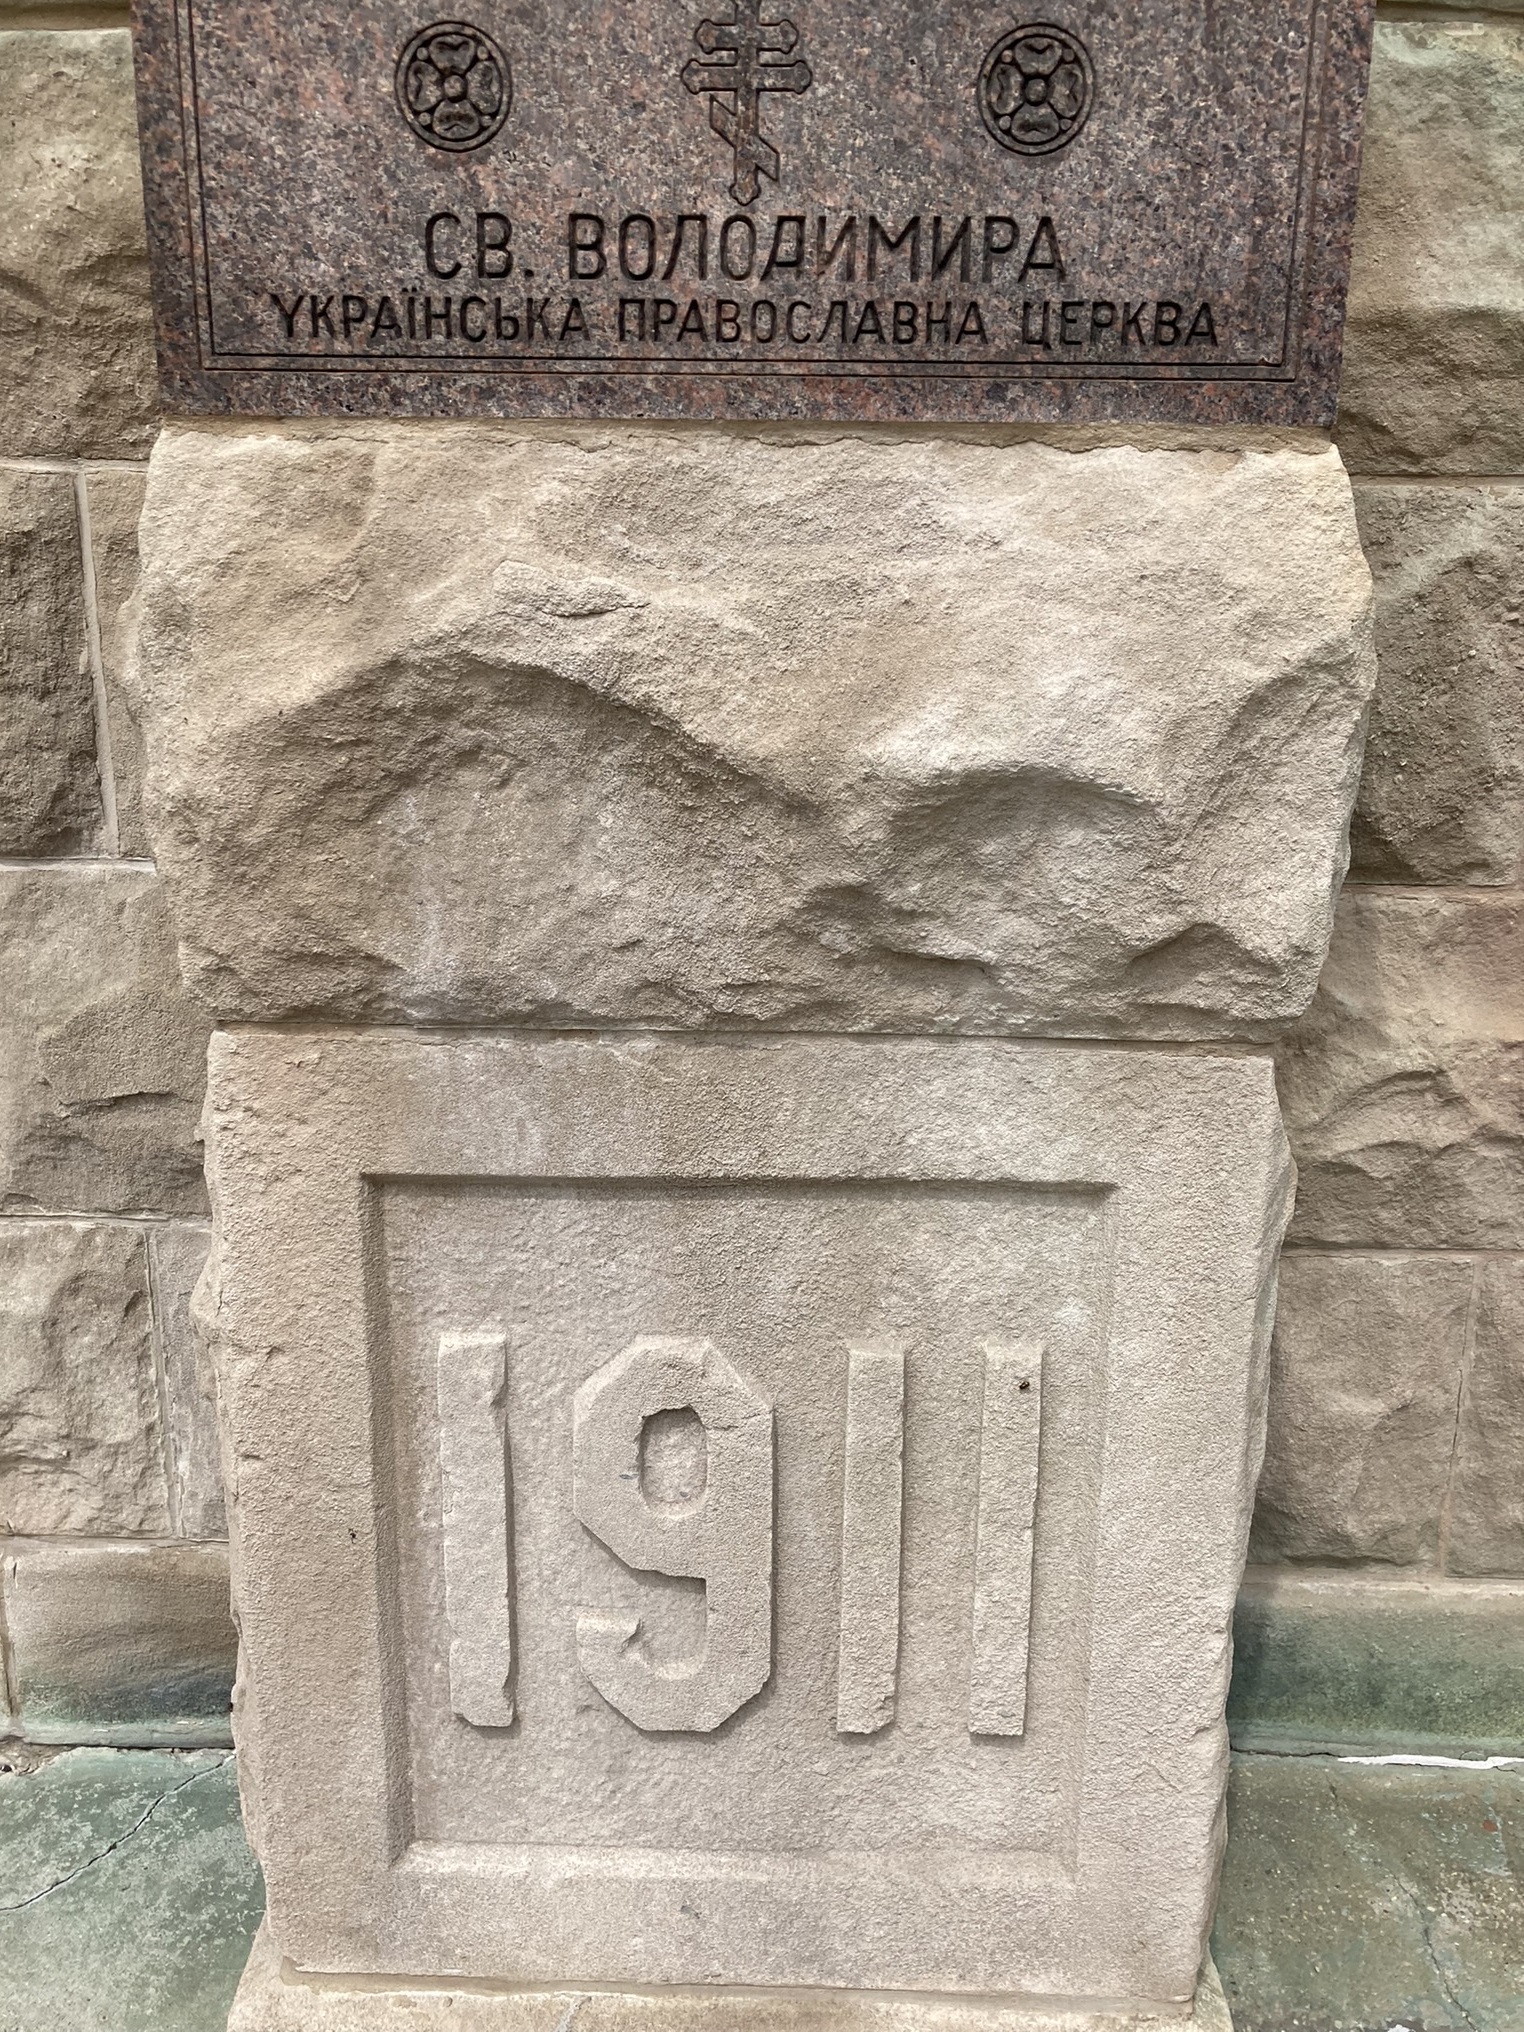 СВ. ВОЛОДИМИРА
УКРАЇНСЬКА ПРАВОСЛАВНА ЦЕРКВА
1911